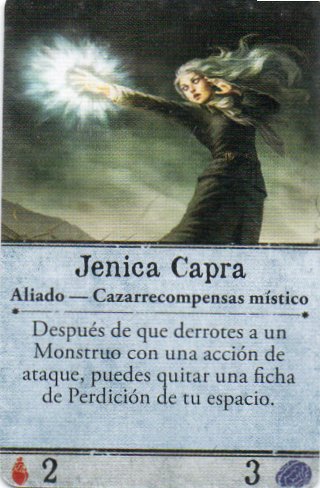 Jenica Capra
Aliado — Cazarrecompensas místico
Después de que derrotes a un
Monstruo con una acción de
ataque, puedes quitar una ficha
de Perdición de tu espacio.
2 3